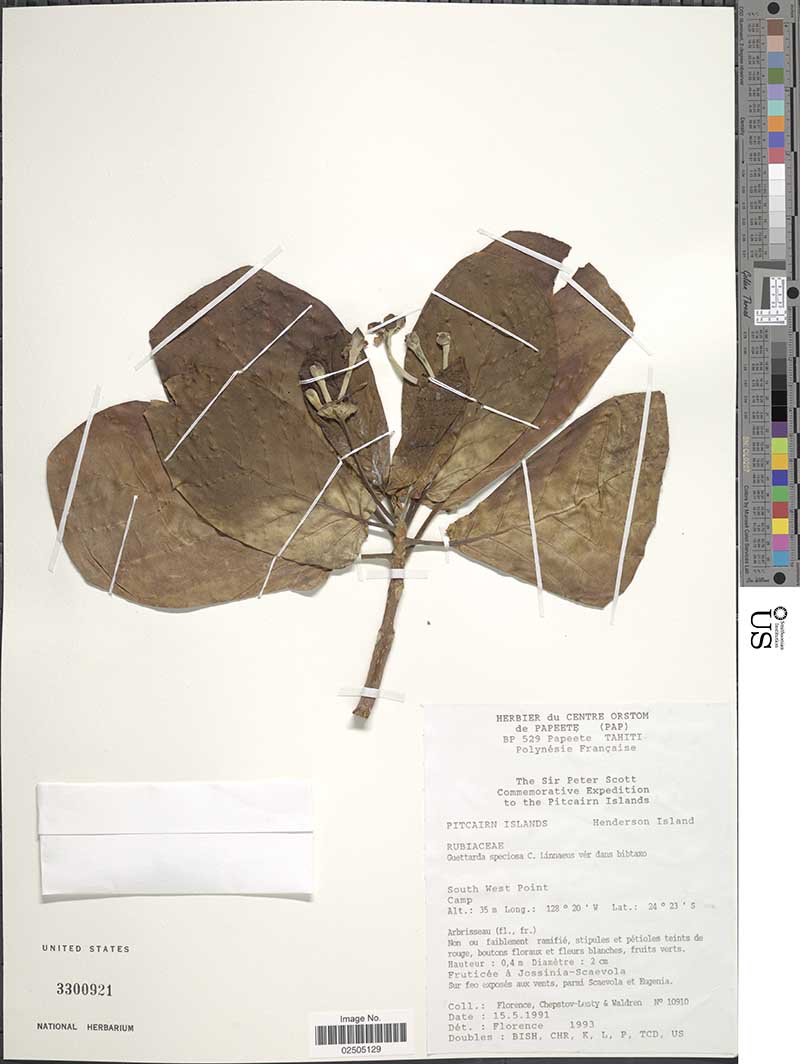 HERBIER du CENTRE ORSTOM
de PAPEETE (PAP)
BP 529 Papeete TAHITI
Polynésie Française
The Sir Peter Scott
Commemorative Expedition
to the Pitcairn Islands
PITCAIRN ISLANDS Henderson Island
RUBIACEAE
Guettarda speciosa C. Linnaeus vér dans bibtaxo
South West Point
Camp
Alt.: 35 m Long.: 128 ° 20 ' W Lat.: 24 ° 23 ' S
Arbrisseau (fl., fr.)
Non ou faiblement ramifié, stipules et pétioles teints de
rouge, boutons floraux et fleurs blanches, fruits verts.
Hauteur : 0,4 m Diamètre : 2 cm
Fruticée à Jossinia-Scaevola
Sur feo exposés aux vents, parmi Scaevola et Eugenia.
Coll.: Florence, Chepstov-Lusty & Waldren N° 10910
Date : 15.5.1991
Dét. : Florence 1993
Doubles : BISH, CHR, K, L, P, TCD, US
UNITED STATES
3300921
NATIONAL HERBARIUM
Image No.
02505129
Smithsonian
Institution
US
Golden Thread